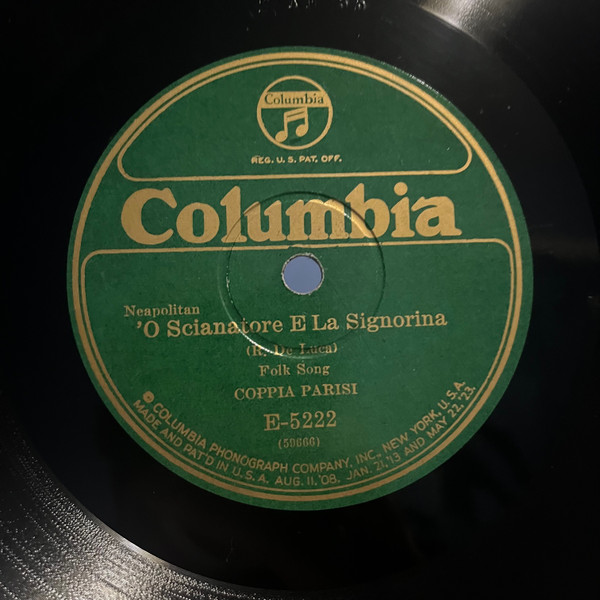 Columbia
REG. U.S. PAT. OFF.
Columbia
Neapolitan
'O Scianatore E La Signorina
(R. De Luca)
Folk Song
COPPIA PARISI
E-5222
(59666)
COLUMBIA PHONOGRAPH COMPANY, INC., NEW YORK, U.S.A.
MADE AND PAT'D IN U.S.A. AUG. 11, '08, JAN. 21, '13 AND MAY 22, '23.